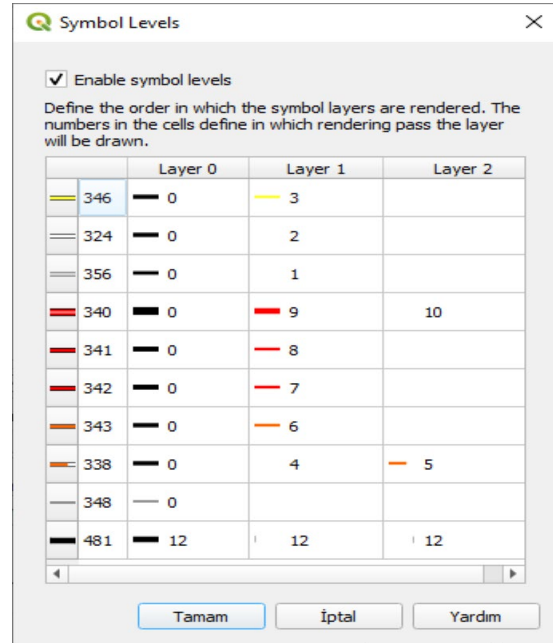 Symbol Levels
Enable symbol levels
Define the order in which the symbol layers are rendered. The
numbers in the cells define in which rendering pass the layer
will be drawn.
Layer 0 Layer 1 Layer 2
346 0 3
324 0 2
356 0 1
340 0 9 10
341 0 8
342 0 7
343 0 6
338 0 4 5
348 0
481 12 12 12
Tamam İptal Yardım